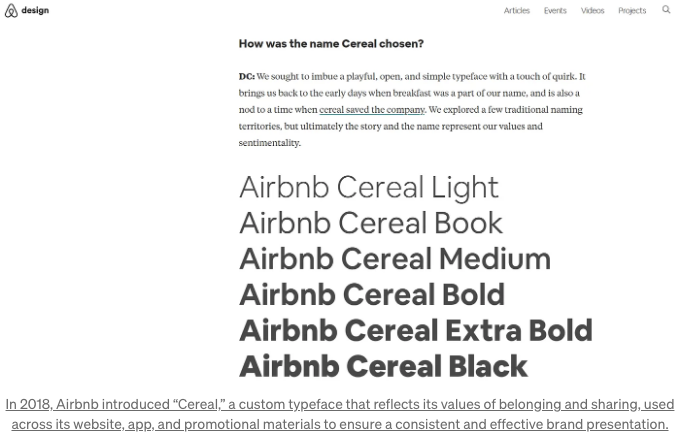 design
Articles Events Videos Projects
How was the name Cereal chosen?
DC: We sought to imbue a playful, open, and simple typeface with a touch of quirk. It
brings us back to the early days when breakfast was a part of our name, and is also a
nod to a time when cereal saved the company. We explored a few traditional naming
territories, but ultimately the story and the name represent our values and
sentimentality.
Airbnb Cereal Light
Airbnb Cereal Book
Airbnb Cereal Medium
Airbnb Cereal Bold
Airbnb Cereal Extra Bold
Airbnb Cereal Black
In 2018, Airbnb introduced “Cereal,” a custom typeface that reflects its values of belonging and sharing, used
across its website, app, and promotional materials to ensure a consistent and effective brand presentation.